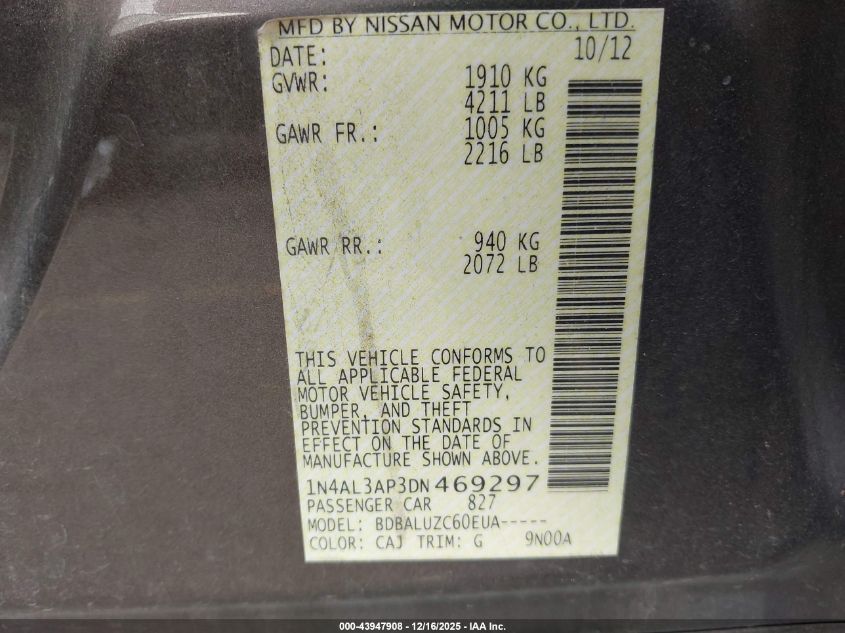 MFD BY NISSAN MOTOR CO., LTD.
DATE: 10/12
GVWR: 1910 KG
4211 LB
GAWR FR.: 1005 KG
2216 LB
GAWR RR.: 940 KG
2072 LB
THIS VEHICLE CONFORMS TO
ALL APPLICABLE FEDERAL
MOTOR VEHICLE SAFETY,
BUMPER, AND THEFT
PREVENTION STANDARDS IN
EFFECT ON THE DATE OF
MANUFACTURE SHOWN ABOVE.
1N4AL3AP3DN469297
PASSENGER CAR 827
MODEL: BDBALUZC60EUA-----
COLOR: CAJ TRIM: G 9N00A
000-43947908 - 12/16/2025 - IAA Inc.